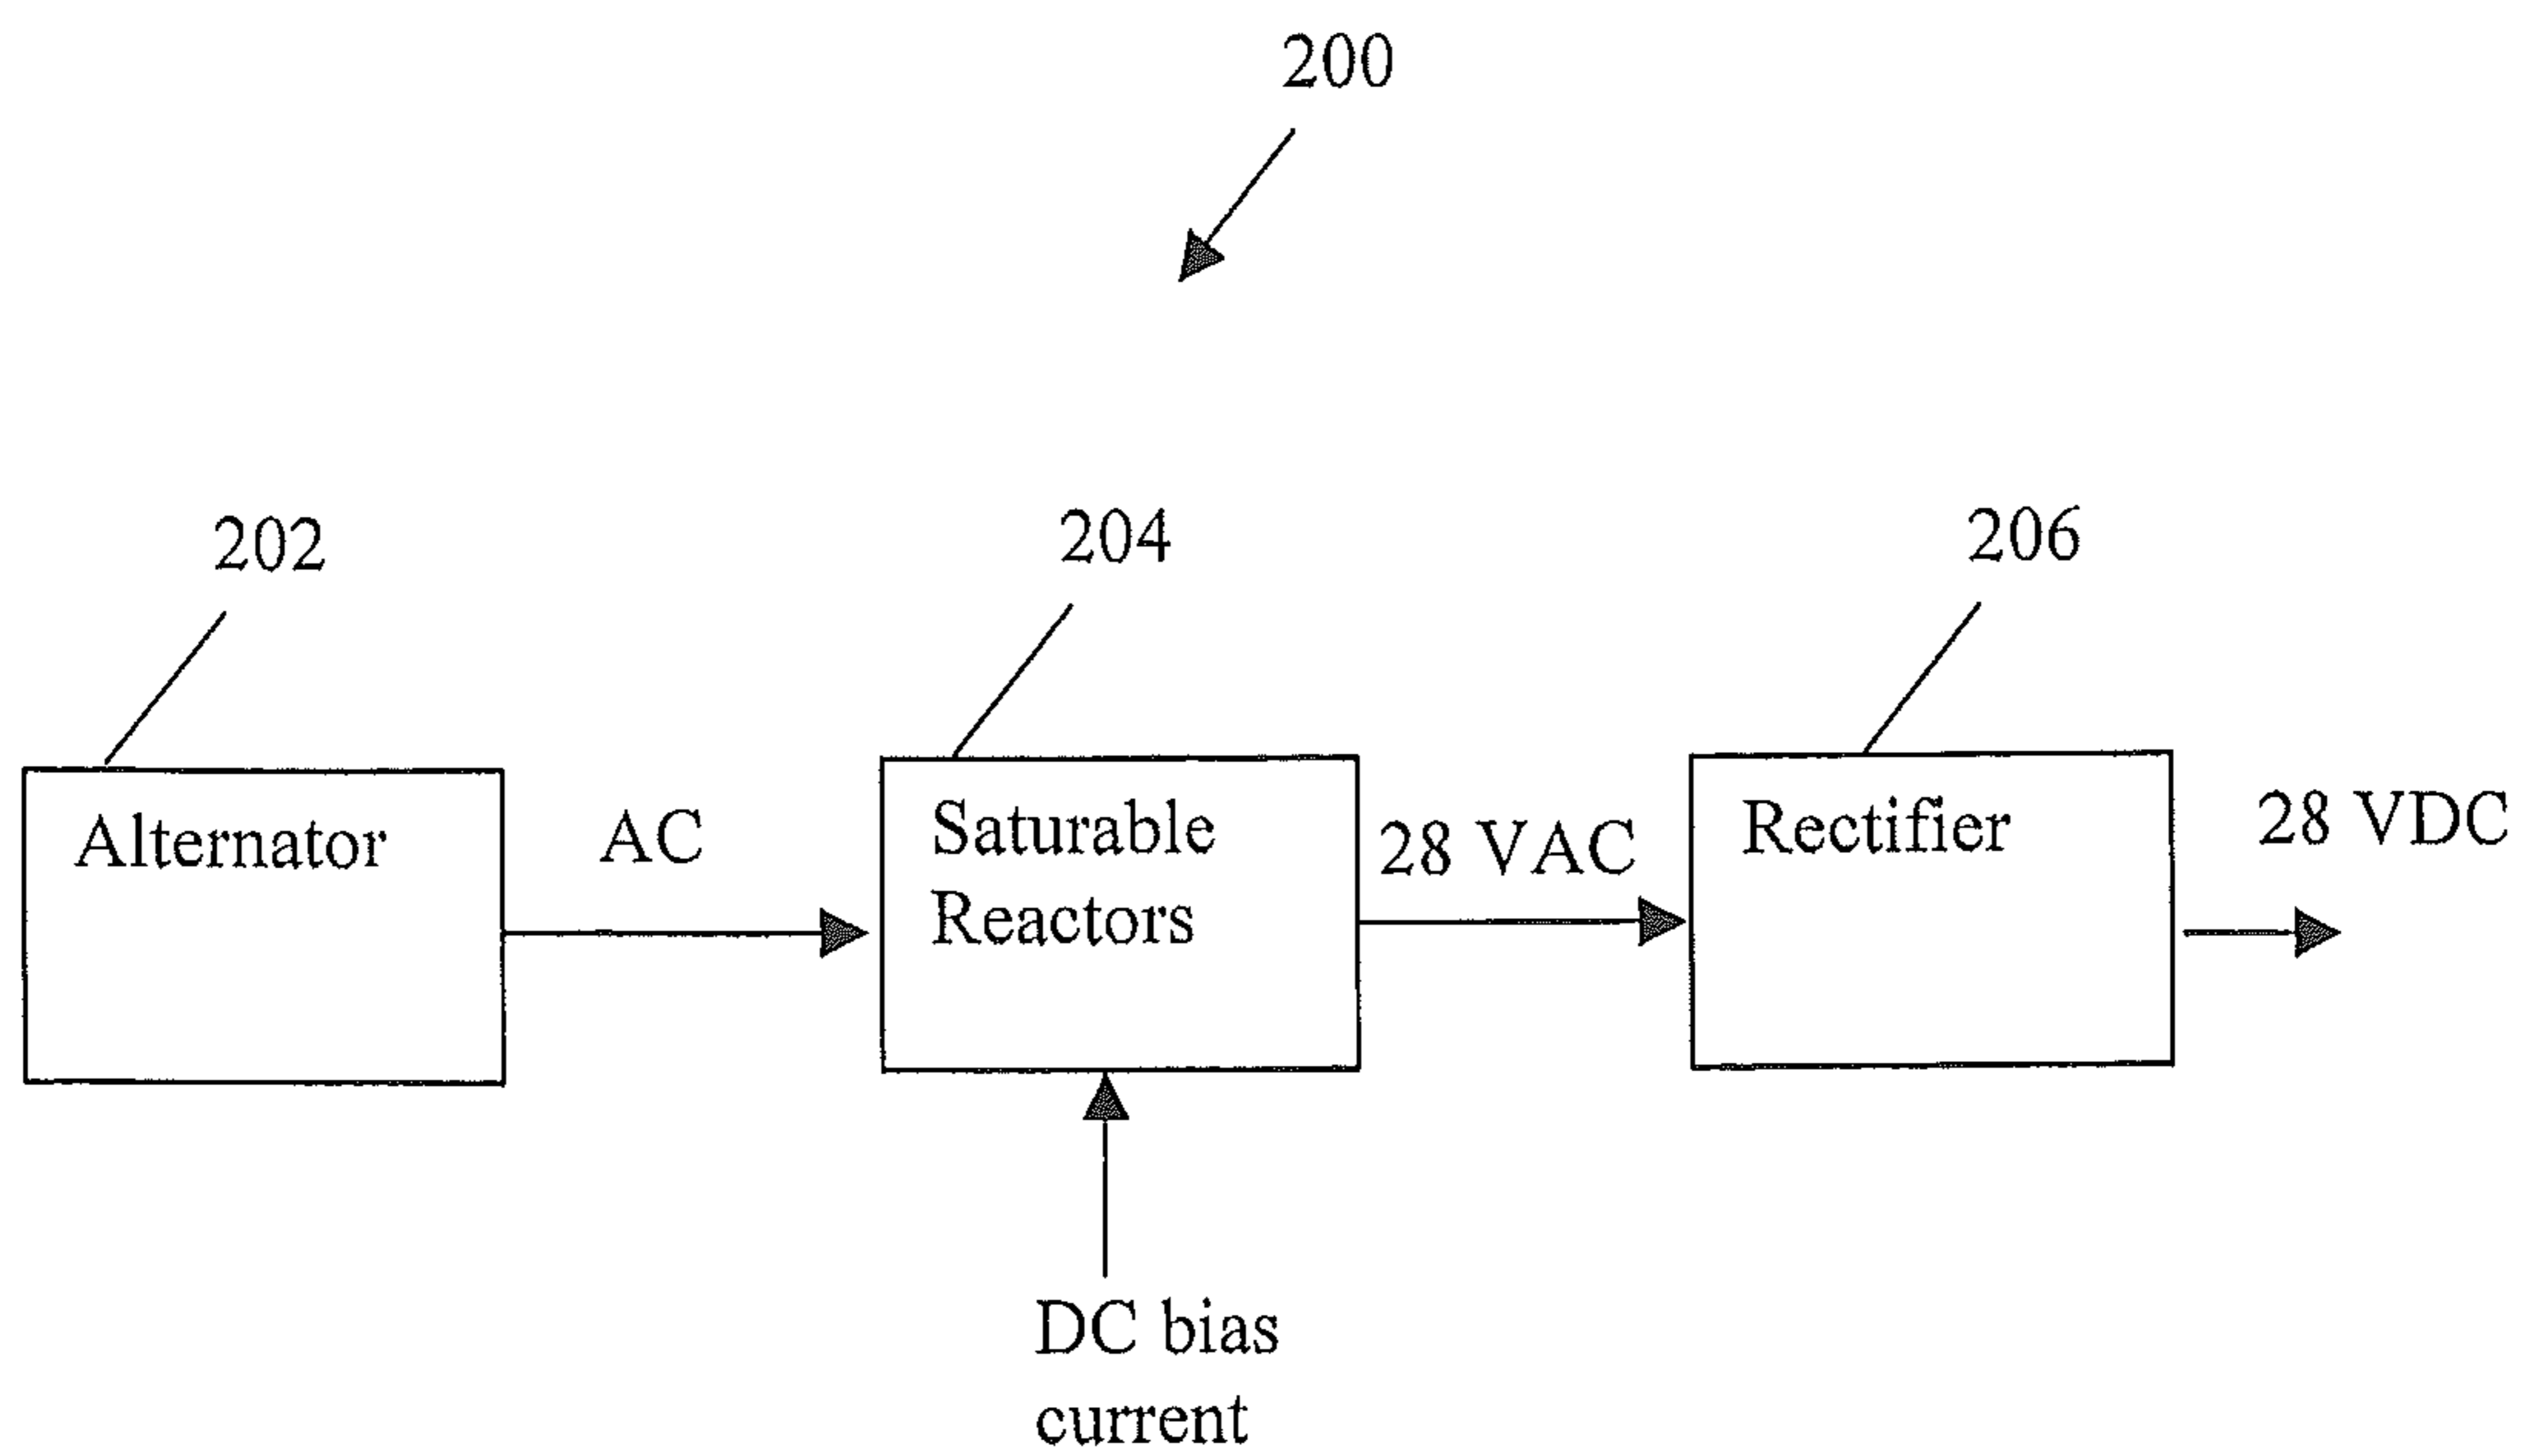 200
202
204
206
Alternator
AC
Saturable
Reactors
28 VAC
Rectifier
28 VDC
DC bias
current